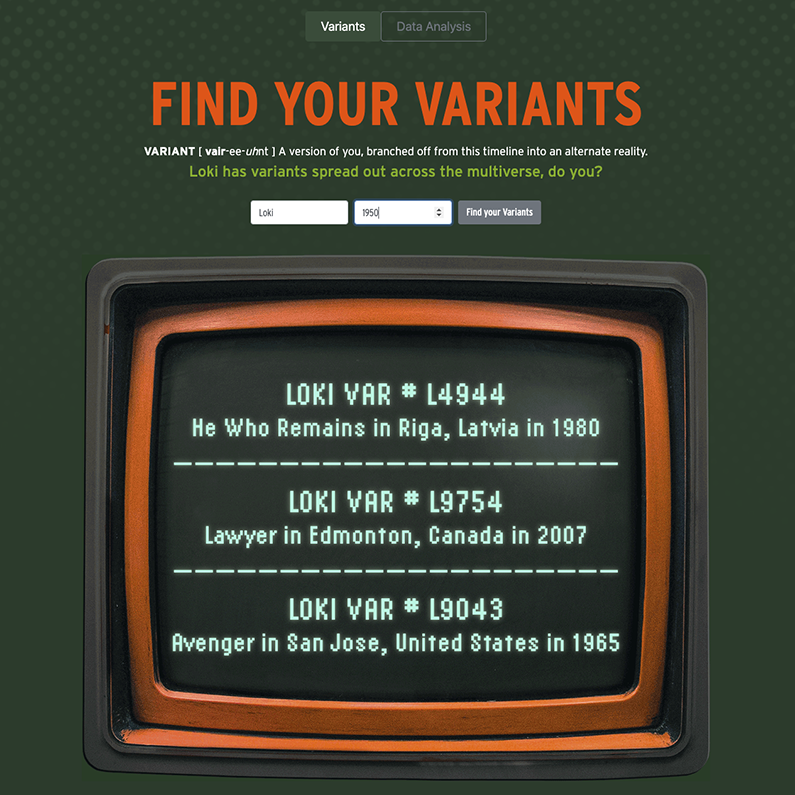 Variants
Data Analysis
FIND YOUR VARIANTS
VARIANT [ vair-ee-uhnt ] A version of you, branched off from this timeline into an alternate reality.
Loki has variants spread out across the multiverse, do you?
Loki
1950
Find your Variants
LOKI VAR # L4944
He Who Remains in Riga, Latvia in 1980
LOKI VAR # L9754
Lawyer in Edmonton, Canada in 2007
LOKI VAR # L9043
Avenger in San Jose, United States in 1965